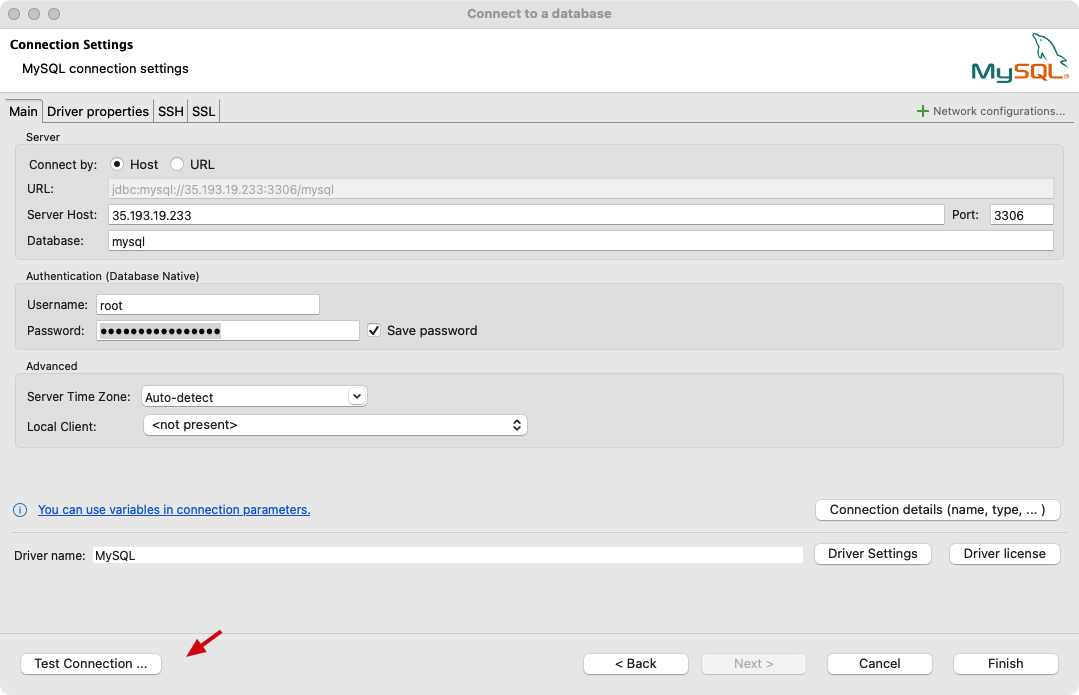 Connect to a database
Connection Settings
MySQL connection settings
MySQL®
Main Driver properties SSH SSL Network configurations...
Server
Connect by: Host URL
URL: jdbc:mysql://35.193.19.233:3306/mysql
Server Host: 35.193.19.233 Port: 3306
Database: mysql
Authentication (Database Native)
Username: root
Password: •••••••••••••••• Save password
Advanced
Server Time Zone: Auto-detect
Local Client: <not present>
You can use variables in connection parameters. Connection details (name, type, ... )
Driver name: MySQL Driver Settings Driver license
Test Connection ... < Back Next > Cancel Finish